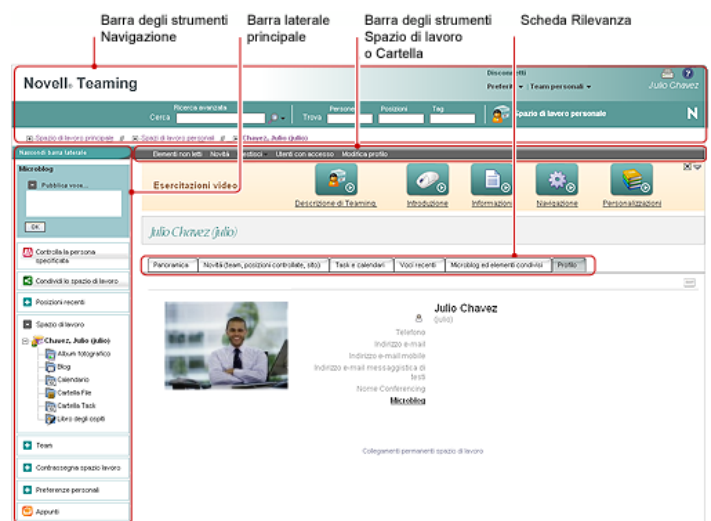 Barra degli strumenti
Navigazione
Barra laterale
principale
Barra degli strumenti
Spazio di lavoro
o Cartella
Scheda Rilevanza
Novell® Teaming
Disconnetti
Preferiti | Team personali
Julio Chavez
Ricerca avanzata
Persone Posizioni Tag
Cerca Trova
Spazio di lavoro personale
N
Spazio di lavoro principale // Spazi di lavoro personali // Chavez, Julio (julio)
Nascondi barra laterale
Elementi non letti Novità Gestisci Utenti con accesso Modifica profilo
Microblog
Pubblica voce...
OK
Esercitazioni video
Descrizione di Teaming
Introduzione
Informazioni
Navigazione
Personalizzazioni
Julio Chavez (julio)
Panoramica Novità (team, posizioni controllate, sito) Task e calendari Voci recenti Microblog ed elementi condivisi Profilo
Controlla la persona
specificata
Condividi lo spazio di lavoro
Posizioni recenti
Spazio di lavoro
Chavez, Julio (julio)
Album fotografico
Blog
Calendario
Cartella File
Cartella Task
Libro degli ospiti
Team
Contrassegna spazio lavoro
Preferenze personali
Appunti
Julio Chavez
(julio)
Telefono
Indirizzo e-mail
Indirizzo e-mail mobile
Indirizzo e-mail messaggistica di
testi
Nome Conferencing
Microblog
Collegamenti permanenti spazio di lavoro